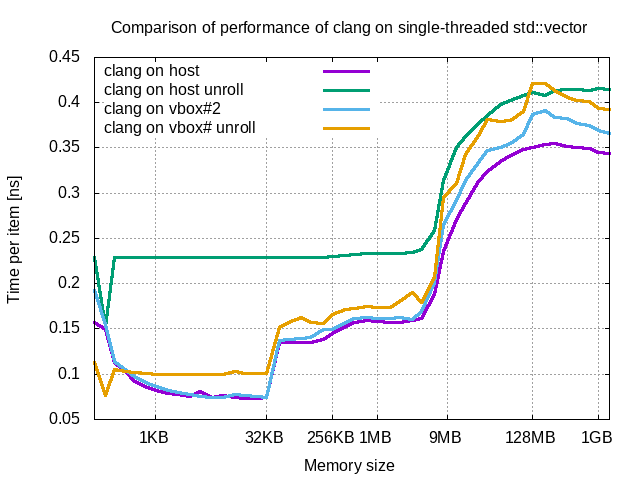 Comparison of performance of clang on single-threaded std::vector
0.45
clang on host
clang on host unroll
0.4
clang on vbox#2
clang on vbox# unroll
0.35
0.3
0.25
0.2
0.15
0.1
0.05
Time per item [ns]
1KB 32KB 256KB 1MB 9MB 128MB 1GB
Memory size